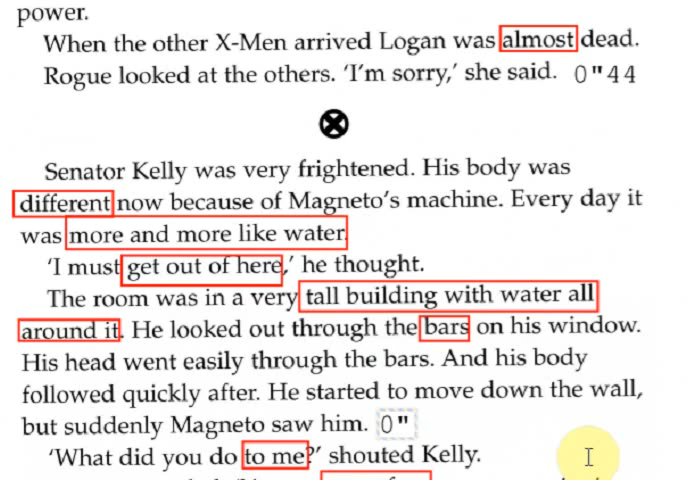 power.
When the other X-Men arrived Logan was almost dead.
Rogue looked at the others. ‘I’m sorry,’ she said. 0"44
Senator Kelly was very frightened. His body was
different now because of Magneto’s machine. Every day it
was more and more like water.
‘I must get out of here,’ he thought.
The room was in a very tall building with water all
around it. He looked out through the bars on his window.
His head went easily through the bars. And his body
followed quickly after. He started to move down the wall,
but suddenly Magneto saw him. 0"
‘What did you do to me?’ shouted Kelly.